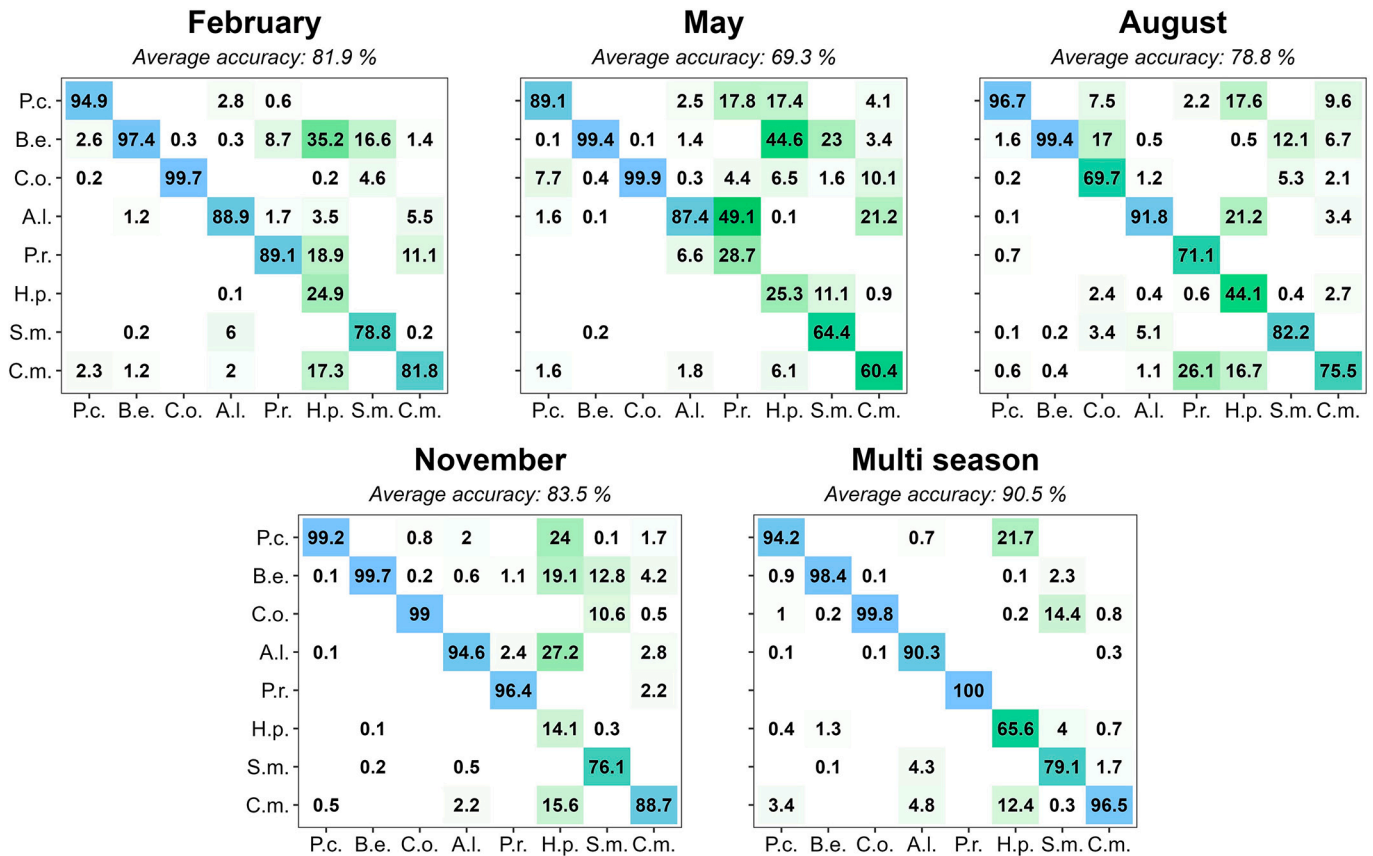 February May August
Average accuracy: 81.9 % Average accuracy: 69.3 % Average accuracy: 78.8 %
P.c. 94.9 2.8 0.6 89.1 2.5 17.8 17.4 4.1 96.7 7.5 2.2 17.6 9.6
B.e. 2.6 97.4 0.3 0.3 8.7 35.2 16.6 1.4 0.1 99.4 0.1 1.4 44.6 23 3.4 1.6 99.4 17 0.5 0.5 12.1 6.7
C.o. 0.2 99.7 0.2 4.6 7.7 0.4 99.9 0.3 4.4 6.5 1.6 10.1 0.2 69.7 1.2 5.3 2.1
A.l. 1.2 88.9 1.7 3.5 5.5 1.6 0.1 87.4 49.1 0.1 21.2 0.1 91.8 21.2 3.4
P.r. 89.1 18.9 11.1 6.6 28.7 0.7 71.1
H.p. 0.1 24.9 25.3 11.1 0.9 2.4 0.4 0.6 44.1 0.4 2.7
S.m. 0.2 6 78.8 0.2 0.2 64.4 0.1 0.2 3.4 5.1 82.2
C.m. 2.3 1.2 2 17.3 81.8 1.6 1.8 6.1 60.4 0.6 0.4 1.1 26.1 16.7 75.5
P.c. B.e. C.o. A.l. P.r. H.p. S.m. C.m. P.c. B.e. C.o. A.l. P.r. H.p. S.m. C.m. P.c. B.e. C.o. A.l. P.r. H.p. S.m. C.m.
November Multi season
Average accuracy: 83.5 % Average accuracy: 90.5 %
P.c. 99.2 0.8 2 24 0.1 1.7 94.2 0.7 21.7
B.e. 0.1 99.7 0.2 0.6 1.1 19.1 12.8 4.2 0.9 98.4 0.1 0.1 2.3
C.o. 99 10.6 0.5 1 0.2 99.8 0.2 14.4 0.8
A.l. 0.1 94.6 2.4 27.2 2.8 0.1 0.1 90.3 0.3
P.r. 96.4 2.2 100
H.p. 0.1 14.1 0.3 0.4 1.3 65.6 4 0.7
S.m. 0.2 0.5 76.1 0.1 4.3 79.1 1.7
C.m. 0.5 2.2 15.6 88.7 3.4 4.8 12.4 0.3 96.5
P.c. B.e. C.o. A.l. P.r. H.p. S.m. C.m. P.c. B.e. C.o. A.l. P.r. H.p. S.m. C.m.